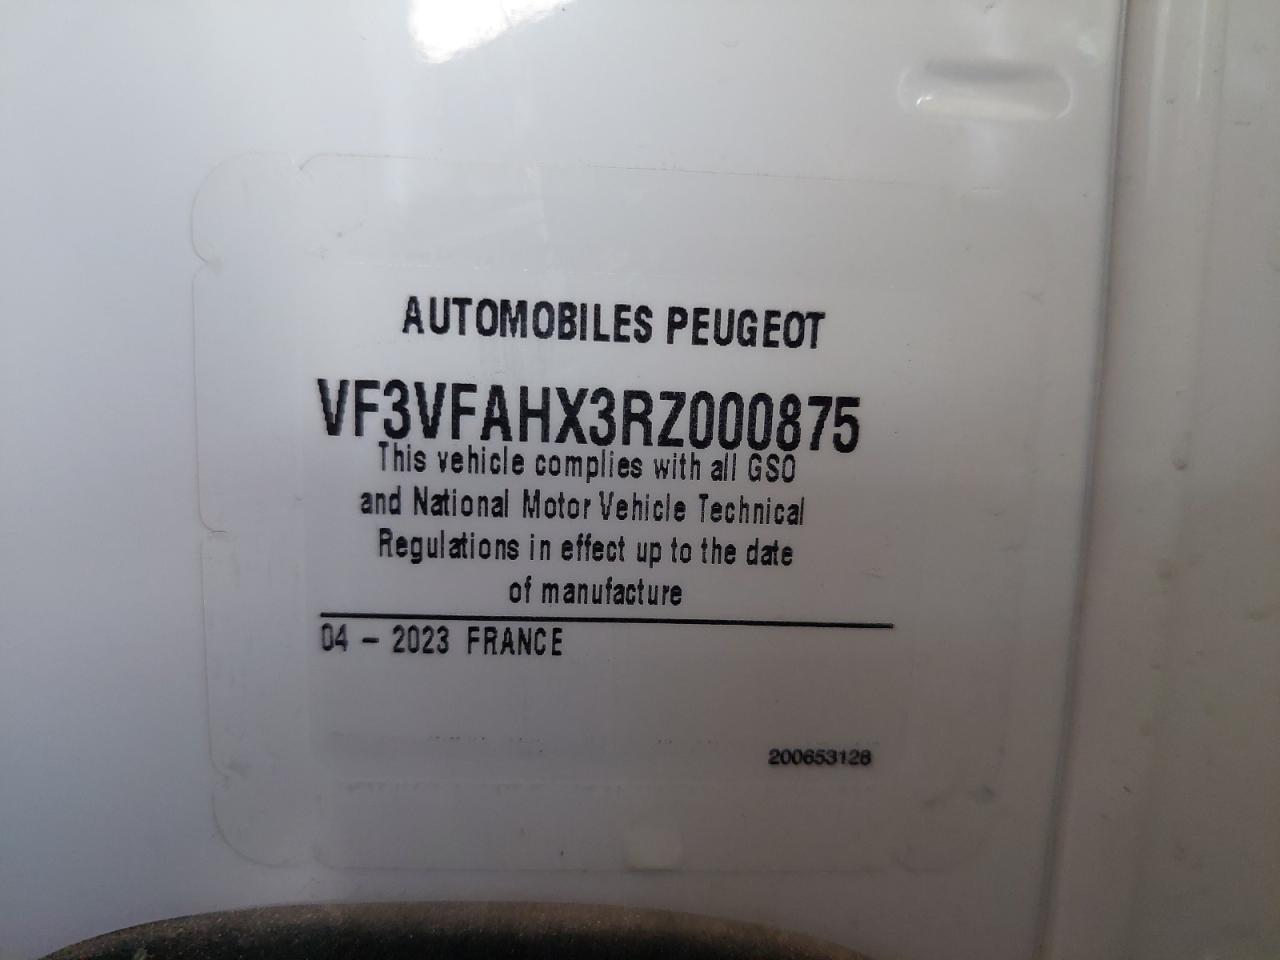 AUTOMOBILES PEUGEOT
VF3VFAHX3RZ000875
This vehicle complies with all GSO
and National Motor Vehicle Technical
Regulations in effect up to the date
of manufacture
04 - 2023 FRANCE
200653128